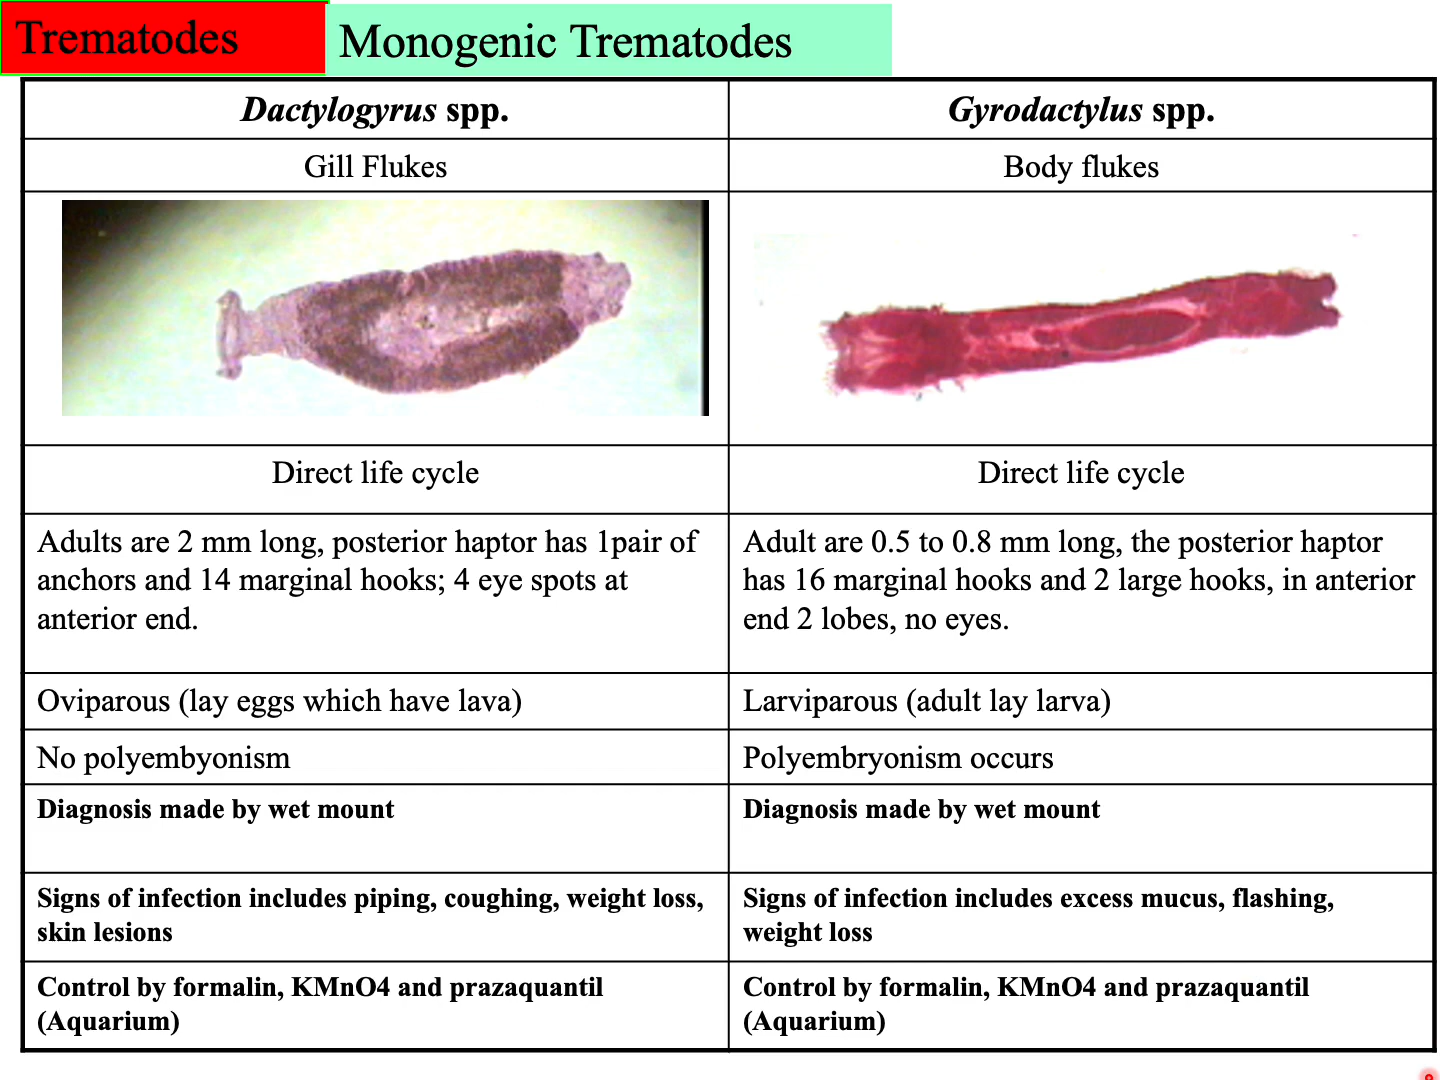 Trematodes
Monogenic Trematodes
Dactylogyrus spp.
Gyrodactylus spp.
Gill Flukes
Body flukes
Direct life cycle
Direct life cycle
Adults are 2 mm long, posterior haptor has 1pair of
anchors and 14 marginal hooks; 4 eye spots at
anterior end.
Adult are 0.5 to 0.8 mm long, the posterior haptor
has 16 marginal hooks and 2 large hooks, in anterior
end 2 lobes, no eyes.
Oviparous (lay eggs which have lava)
Larviparous (adult lay larva)
No polyembyonism
Polyembryonism occurs
Diagnosis made by wet mount
Diagnosis made by wet mount
Signs of infection includes piping, coughing, weight loss,
skin lesions
Signs of infection includes excess mucus, flashing,
weight loss
Control by formalin, KMnO4 and prazaquantil
(Aquarium)
Control by formalin, KMnO4 and prazaquantil
(Aquarium)